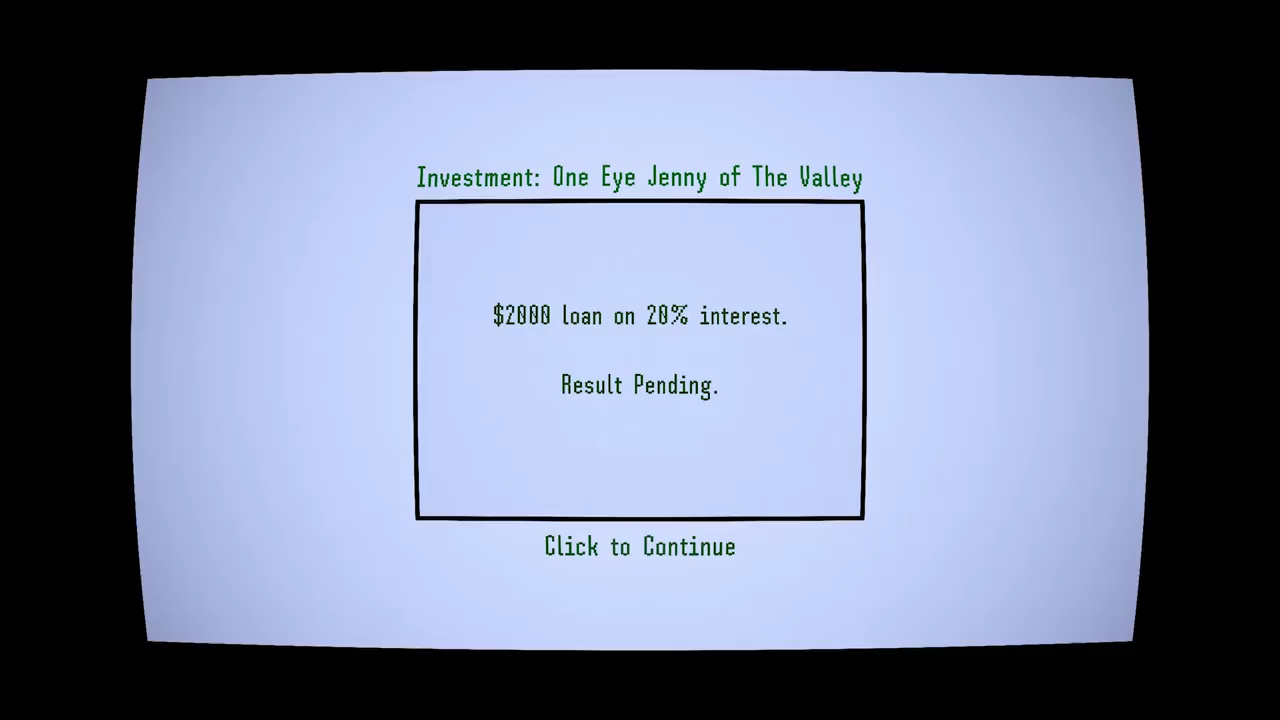 Investment: One Eye Jenny of The Valley
$2000 loan on 20% interest.
Result Pending.
Click to Continue